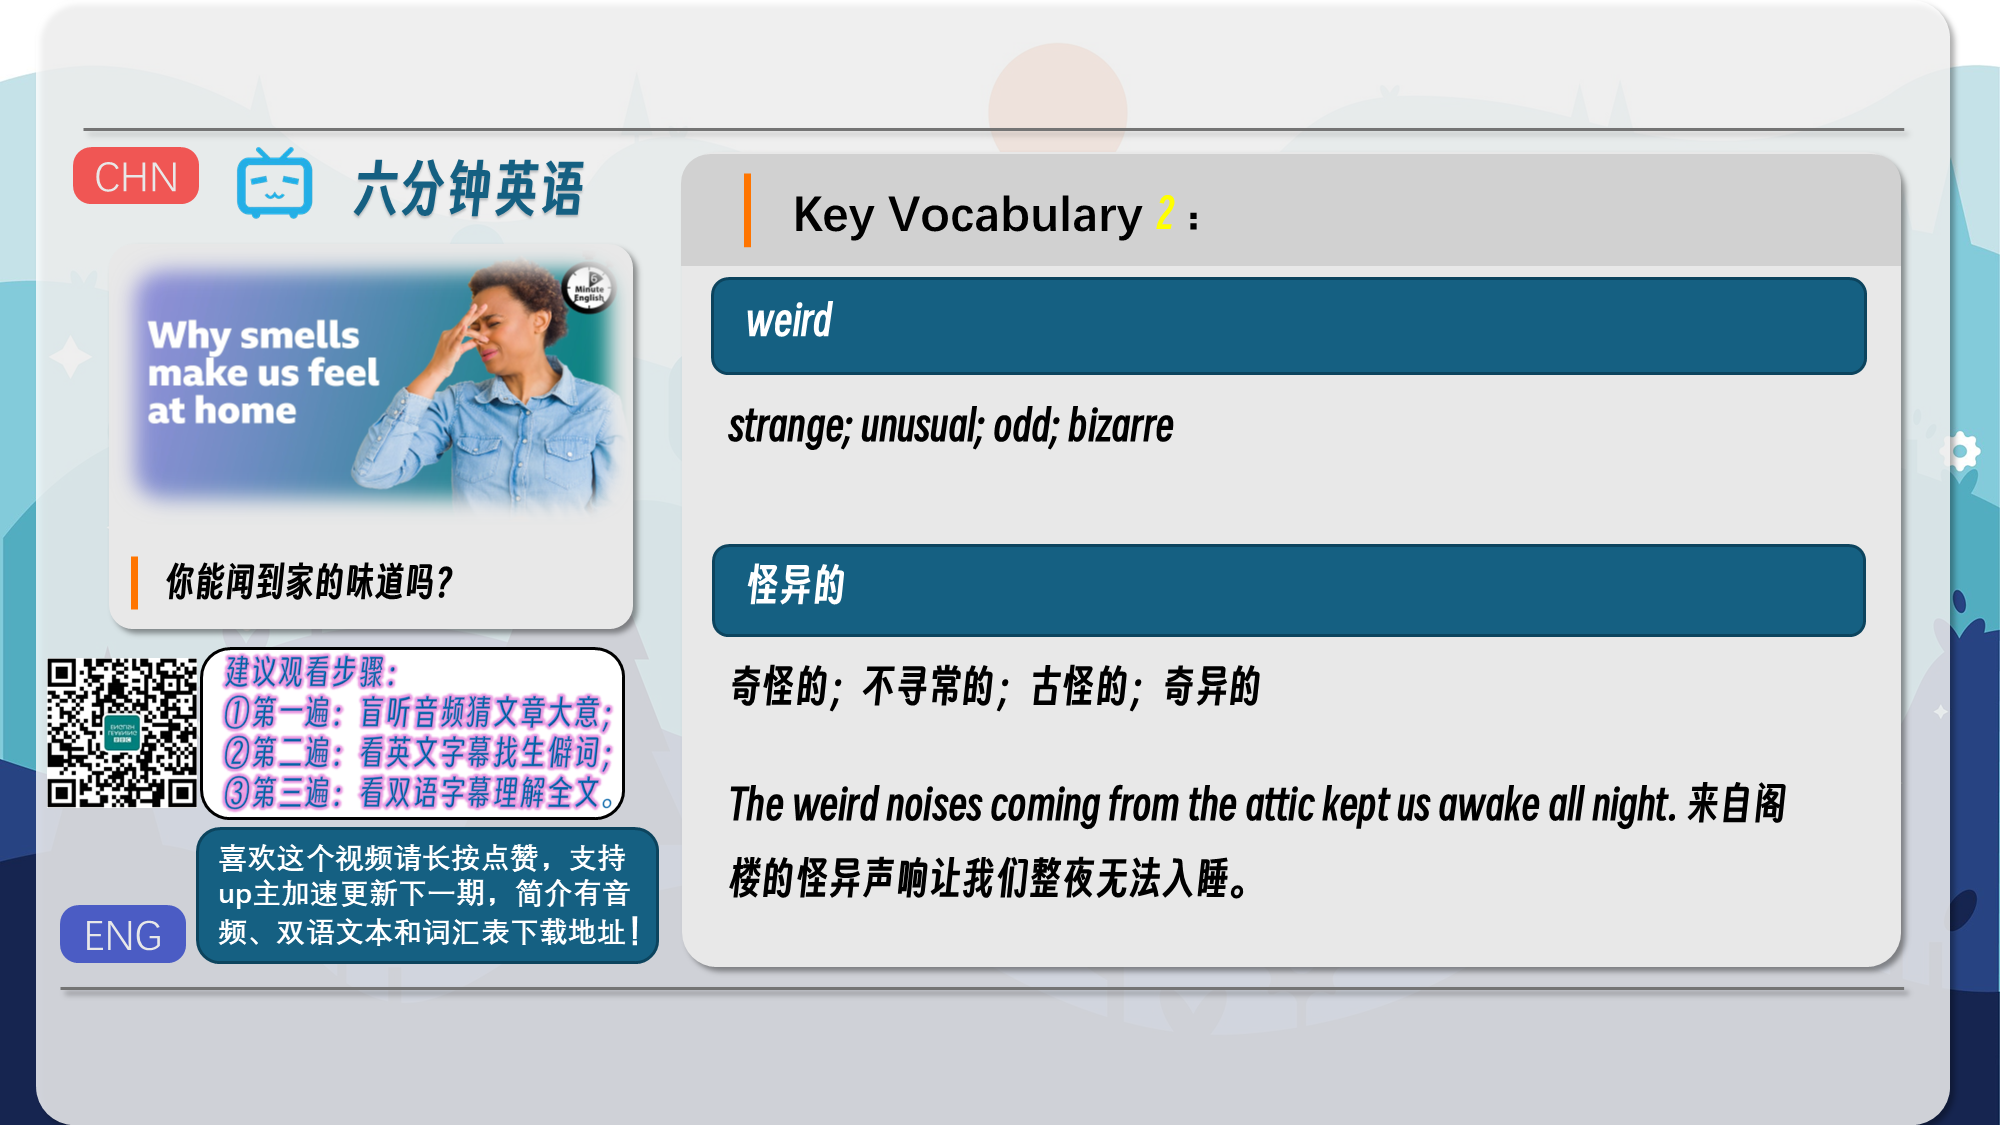 CHN
六分钟英语
6
Minute
English
Why smells
make us feel
at home
你能闻到家的味道吗?
建议观看步骤：
①第一遍：盲听音频猜文章大意；
②第二遍：看英文字幕找生僻词；
③第三遍：看双语字幕理解全文。
喜欢这个视频请长按点赞，支持
up主加速更新下一期，简介有音
频、双语文本和词汇表下载地址！
ENG
Key Vocabulary 2：
weird
strange; unusual; odd; bizarre
怪异的
奇怪的；不寻常的；古怪的；奇异的
The weird noises coming from the attic kept us awake all night. 来自阁
楼的怪异声响让我们整夜无法入睡。